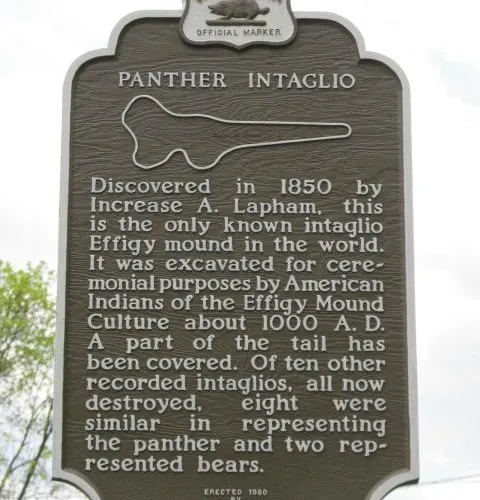 OFFICIAL MARKER
PANTHER INTAGLIO
Discovered in 1850 by
Increase A. Lapham, this
is the only known intaglio
Effigy mound in the world.
It was excavated for cere-
monial purposes by American
Indians of the Effigy Mound
Culture about 1000 A. D.
A part of the tail has
been covered. Of ten other
recorded intaglios, all now
destroyed, eight were
similar in representing
the panther and two rep-
resented bears.
ERECTED 1960
BY